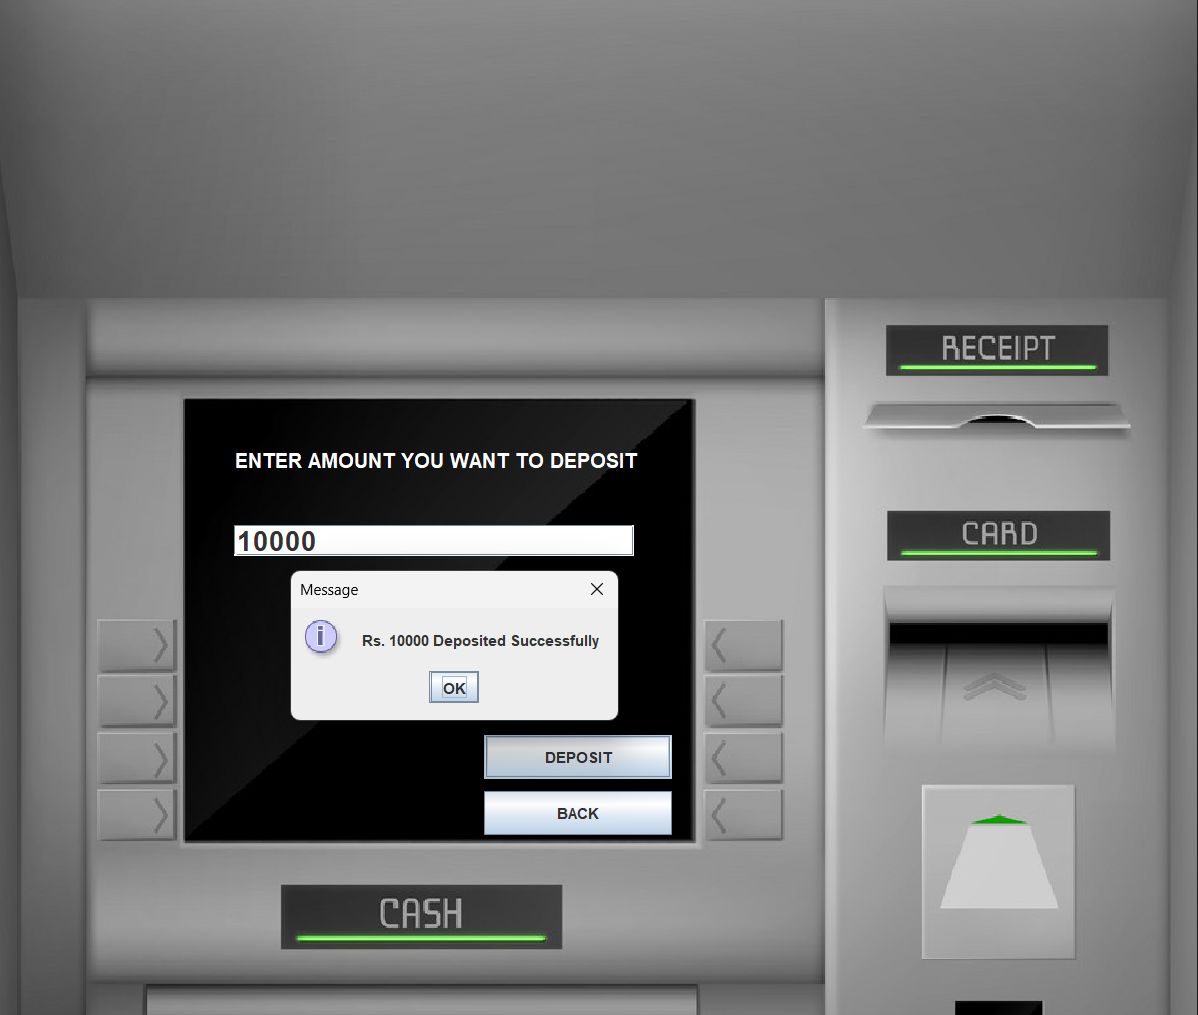 RECEIPT
ENTER AMOUNT YOU WANT TO DEPOSIT
CARD
10000
Message
Rs. 10000 Deposited Successfully
OK
DEPOSIT
BACK
CASH